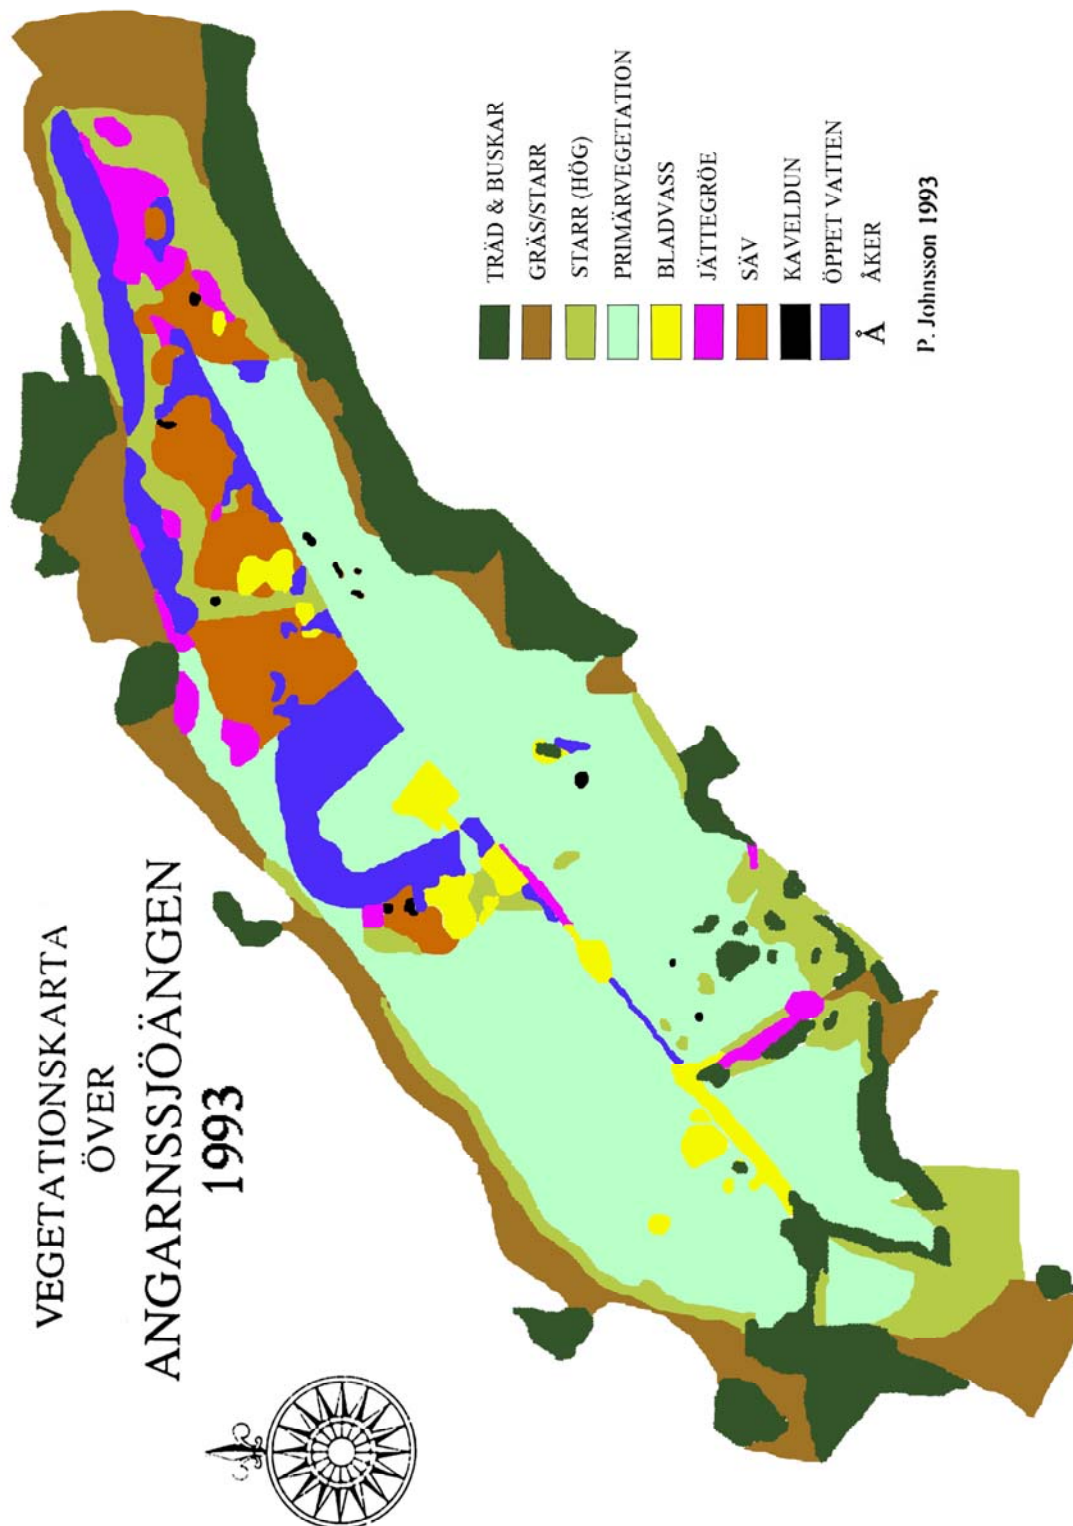 VEGETATIONSKARTA
ÖVER
ANGARNSSJÖÄNGEN
1993
TRÄD & BUSKAR
GRÄS/STARR
STARR (HÖG)
PRIMÄRVEGETATION
BLADVASS
JÄTTEGRÖE
SÄV
KAVELDUN
ÖPPET VATTEN
Å ÅKER
P. Johnsson 1993